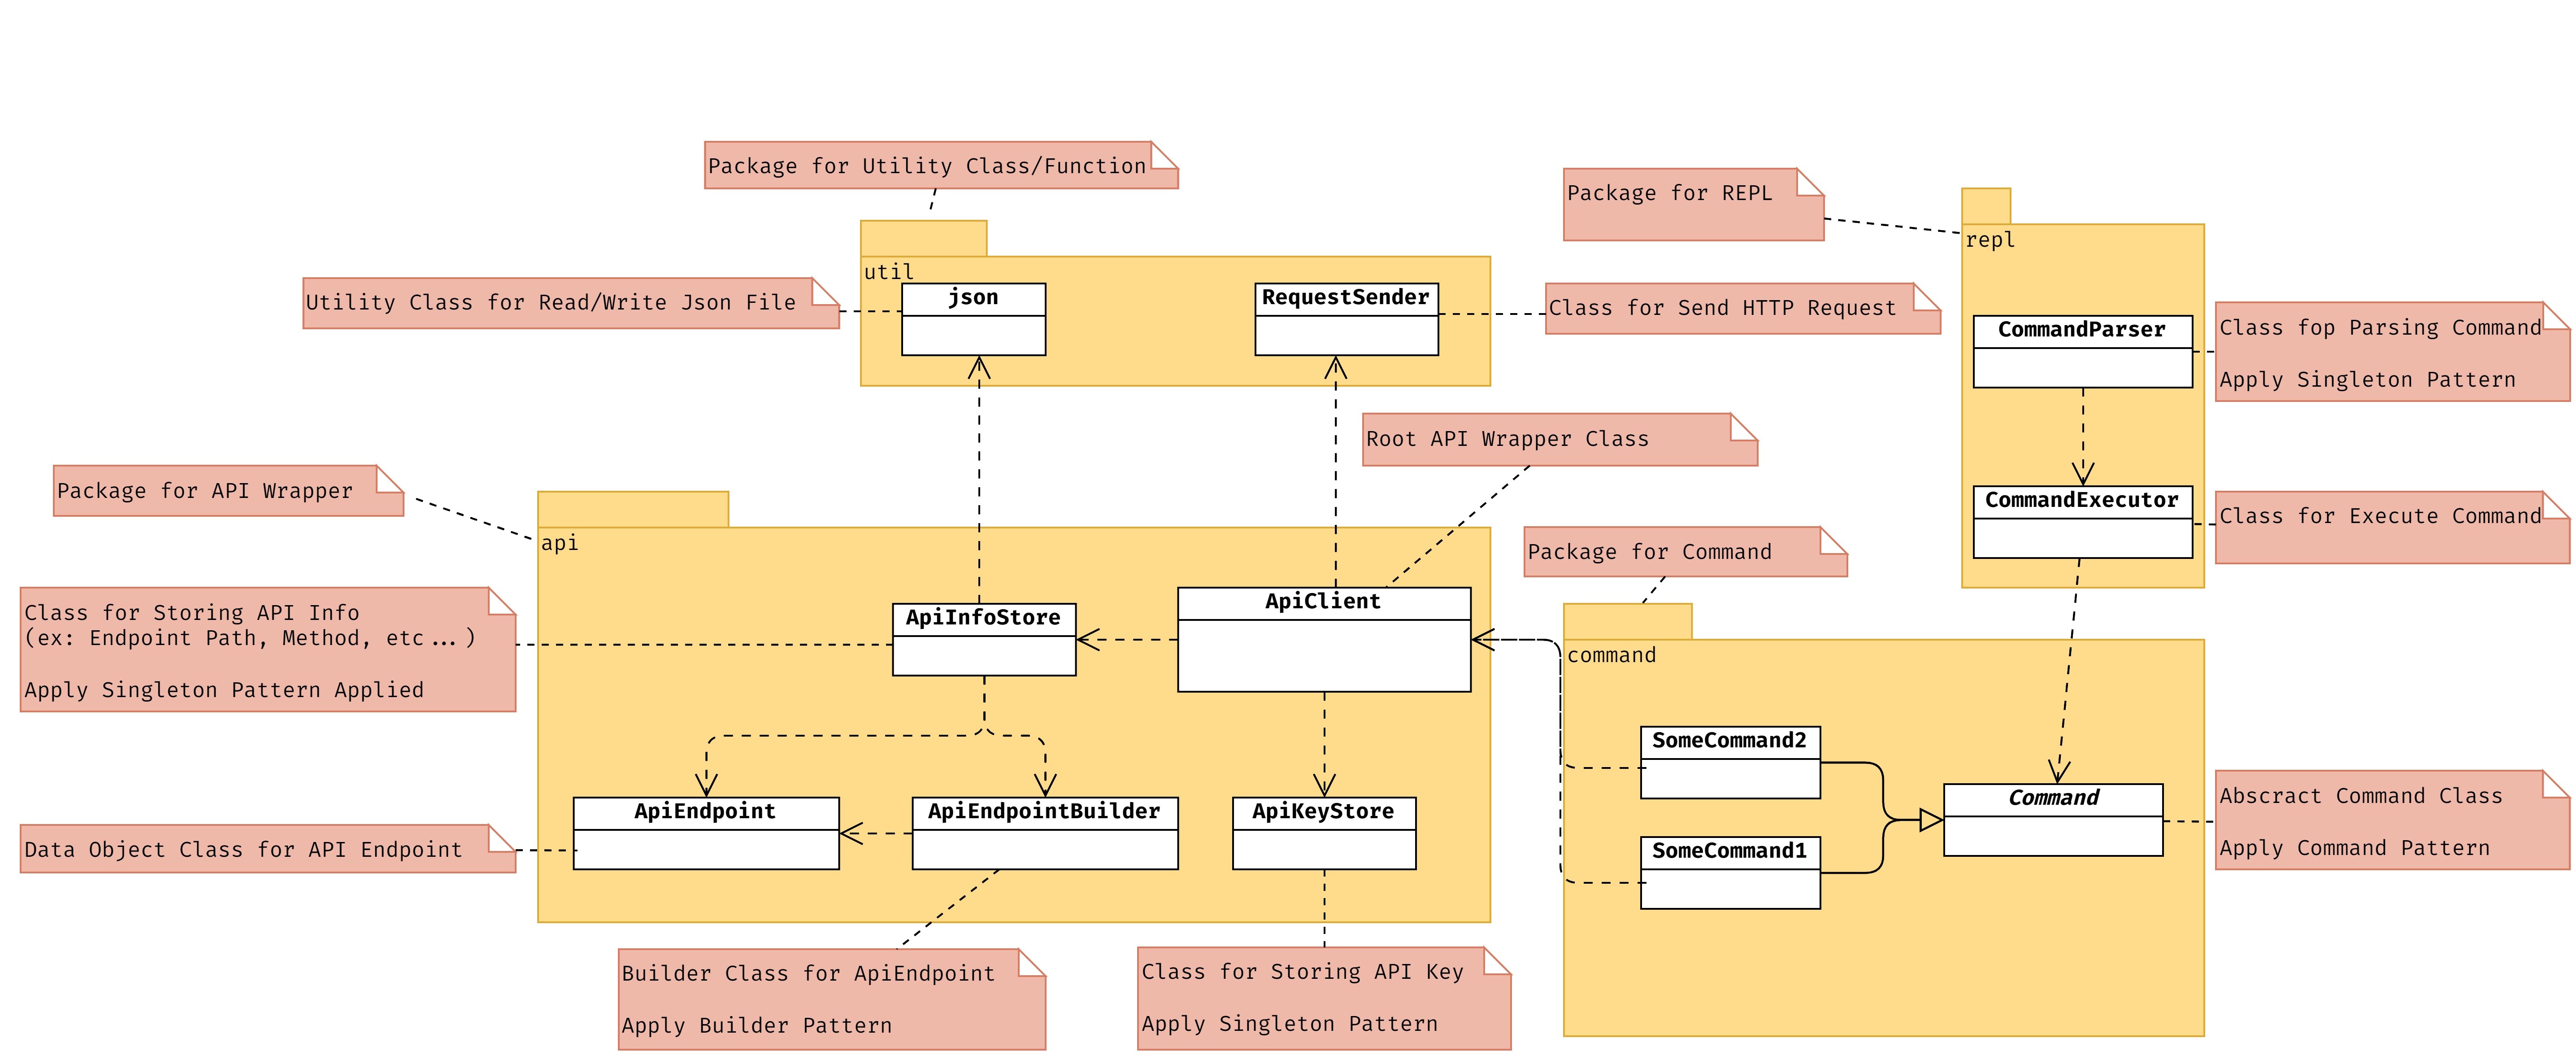 Package for Utility Class/Function
Package for REPL
repl
util
json
RequestSender
Utility Class for Read/Write Json File
Class for Send HTTP Request
CommandParser
Class fop Parsing Command
Apply Singleton Pattern
Root API Wrapper Class
Package for API Wrapper
CommandExecutor
Class for Execute Command
api
Package for Command
Class for Storing API Info
(ex: Endpoint Path, Method, etc...)
Apply Singleton Pattern Applied
ApiInfoStore
ApiClient
command
SomeCommand2
Command
Abscract Command Class
Apply Command Pattern
ApiEndpoint
ApiEndpointBuilder
ApiKeyStore
SomeCommand1
Data Object Class for API Endpoint
Builder Class for ApiEndpoint
Apply Builder Pattern
Class for Storing API Key
Apply Singleton Pattern